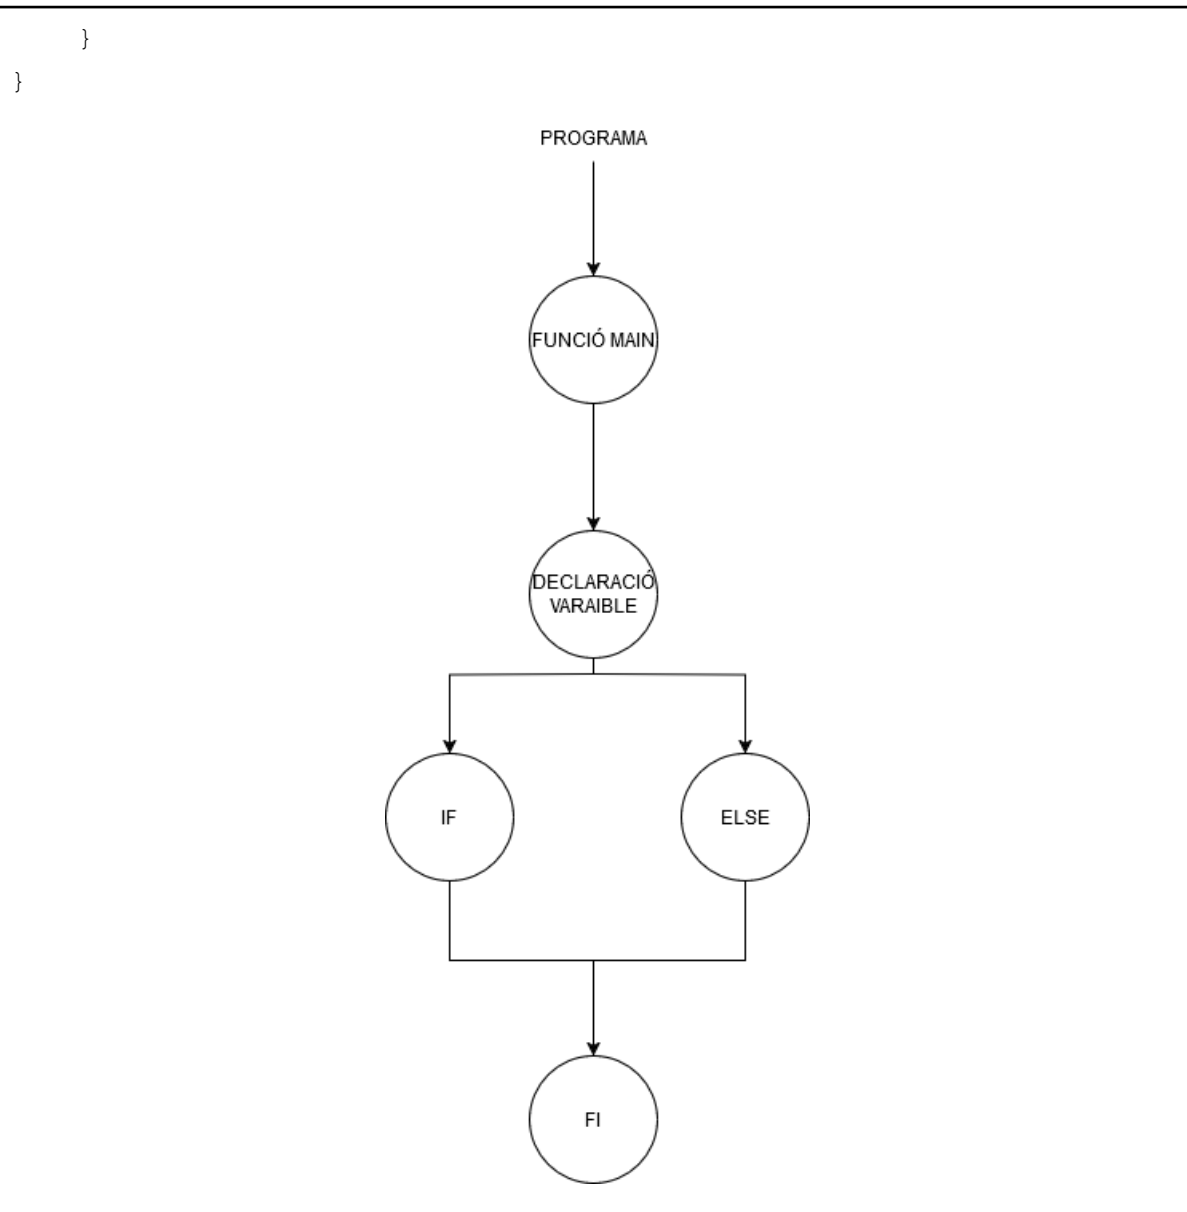 }
}
PROGRAMA
FUNCIÓ MAIN
DECLARACIÓ
VARAIBLE
IF
ELSE
FI